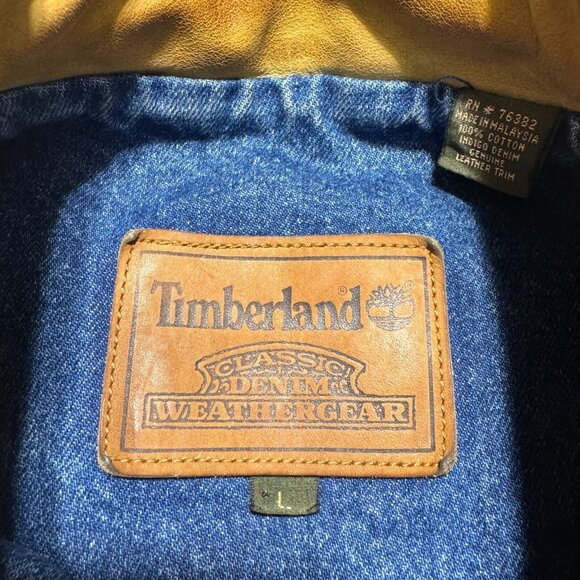 RN # 76382
MADE IN MALAYSIA
100% COTTON
INDIGO DENIM
GENUINE
LEATHER TRIM
Timberland
CLASSIC
DENIM
WEATHERGEAR
L